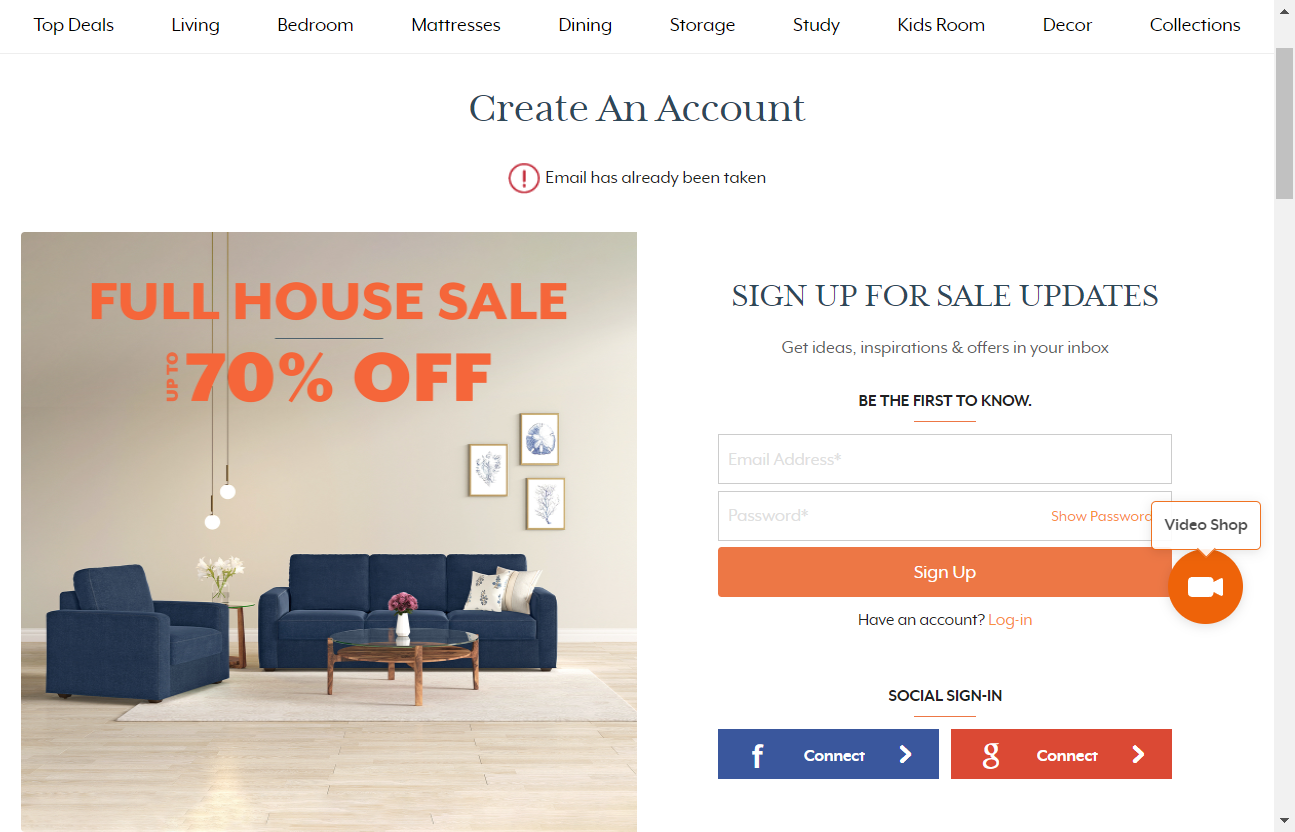 Top Deals Living Bedroom Mattresses Dining Storage Study Kids Room Decor Collections
Create An Account
Email has already been taken
FULL HOUSE SALE
UP TO 70% OFF
SIGN UP FOR SALE UPDATES
Get ideas, inspirations & offers in your inbox
BE THE FIRST TO KNOW.
Email Address*
Password* Show Password
Video Shop
Sign Up
Have an account? Log-in
SOCIAL SIGN-IN
f Connect
g Connect